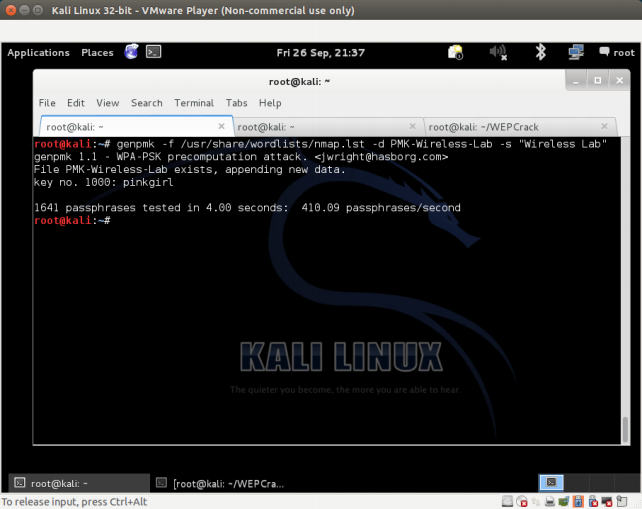 Kali Linux 32-bit - VMware Player (Non-commercial use only)
Applications Places Fri 26 Sep, 21:37 root
root@kali: ~
File Edit View Search Terminal Tabs Help
root@kali: ~ × root@kali: ~ × root@kali: ~/WEPCrack ×
root@kali:~# genpmk -f /usr/share/wordlists/nmap.lst -d PMK-Wireless-Lab -s "Wireless Lab"
genpmk 1.1 - WPA-PSK precomputation attack. <jwright@hasborg.com>
File PMK-Wireless-Lab exists, appending new data.
key no. 1000: pinkgirl
1641 passphrases tested in 4.00 seconds:  410.09 passphrases/second
root@kali:~#
KALI LINUX
The quieter you become, the more you are able to hear.
root@kali: ~ [root@kali: ~/WEPCra...
To release input, press Ctrl+Alt